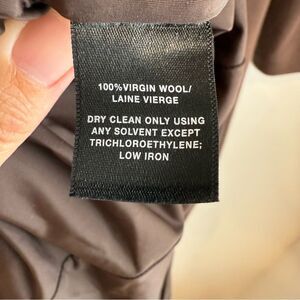 100%VIRGIN WOOL/
LAINE VIERGE
DRY CLEAN ONLY USING
ANY SOLVENT EXCEPT
TRICHLOROETHYLENE;
LOW IRON